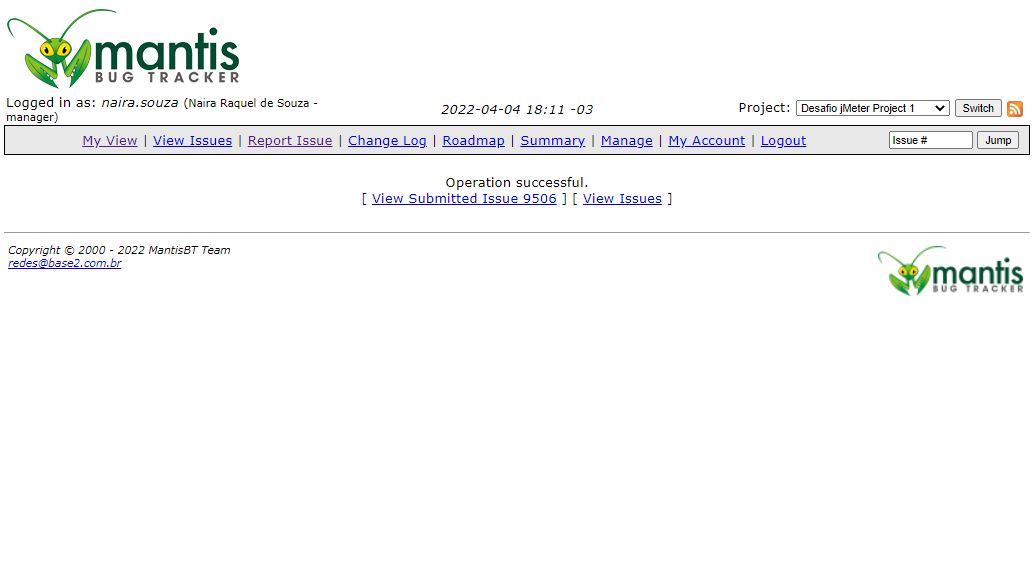 mantis
BUG TRACKER
Logged in as: naira.souza (Naira Raquel de Souza - manager)
2022-04-04 18:11 -03
Project: Desafio jMeter Project 1 Switch
My View | View Issues | Report Issue | Change Log | Roadmap | Summary | Manage | My Account | Logout
Issue # Jump
Operation successful.
[ View Submitted Issue 9506 ] [ View Issues ]
Copyright © 2000 - 2022 MantisBT Team
redes@base2.com.br
mantis
BUG TRACKER